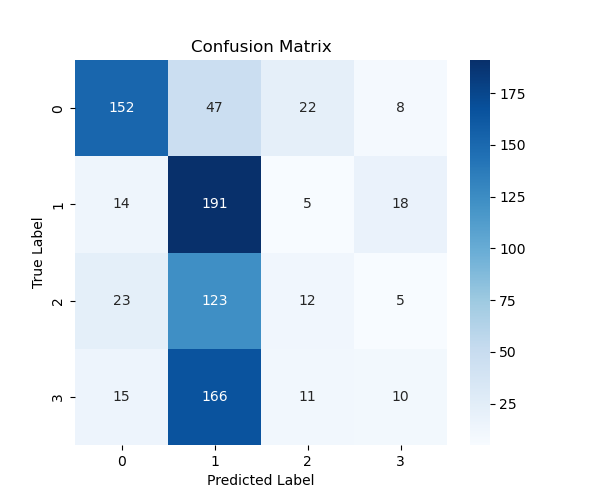 Confusion Matrix
True Label
0 152 47 22 8
1 14 191 5 18
2 23 123 12 5
3 15 166 11 10
0 1 2 3
Predicted Label
175
150
125
100
75
50
25